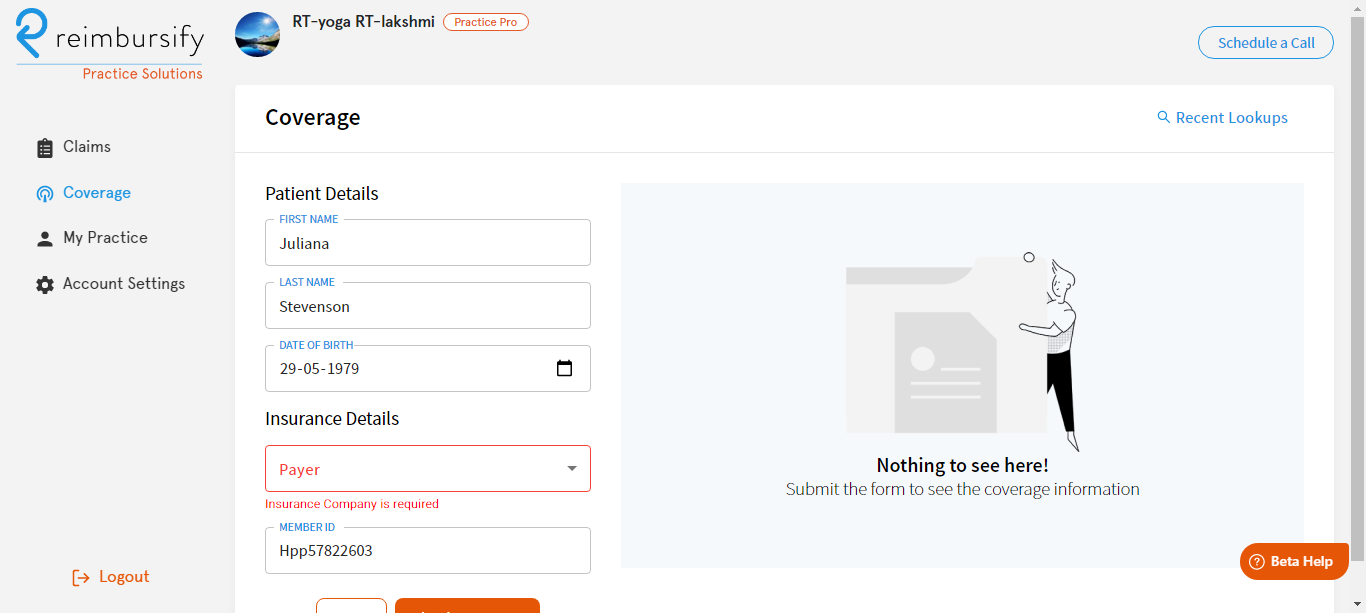 reimbursify
Practice Solutions
RT-yoga RT-lakshmi
Practice Pro
Schedule a Call
Claims
Coverage
My Practice
Account Settings
Logout
Coverage
Recent Lookups
Patient Details
FIRST NAME
Juliana
LAST NAME
Stevenson
DATE OF BIRTH
29-05-1979
Insurance Details
Payer
Insurance Company is required
MEMBER ID
Hpp57822603
Nothing to see here!
Submit the form to see the coverage information
Beta Help